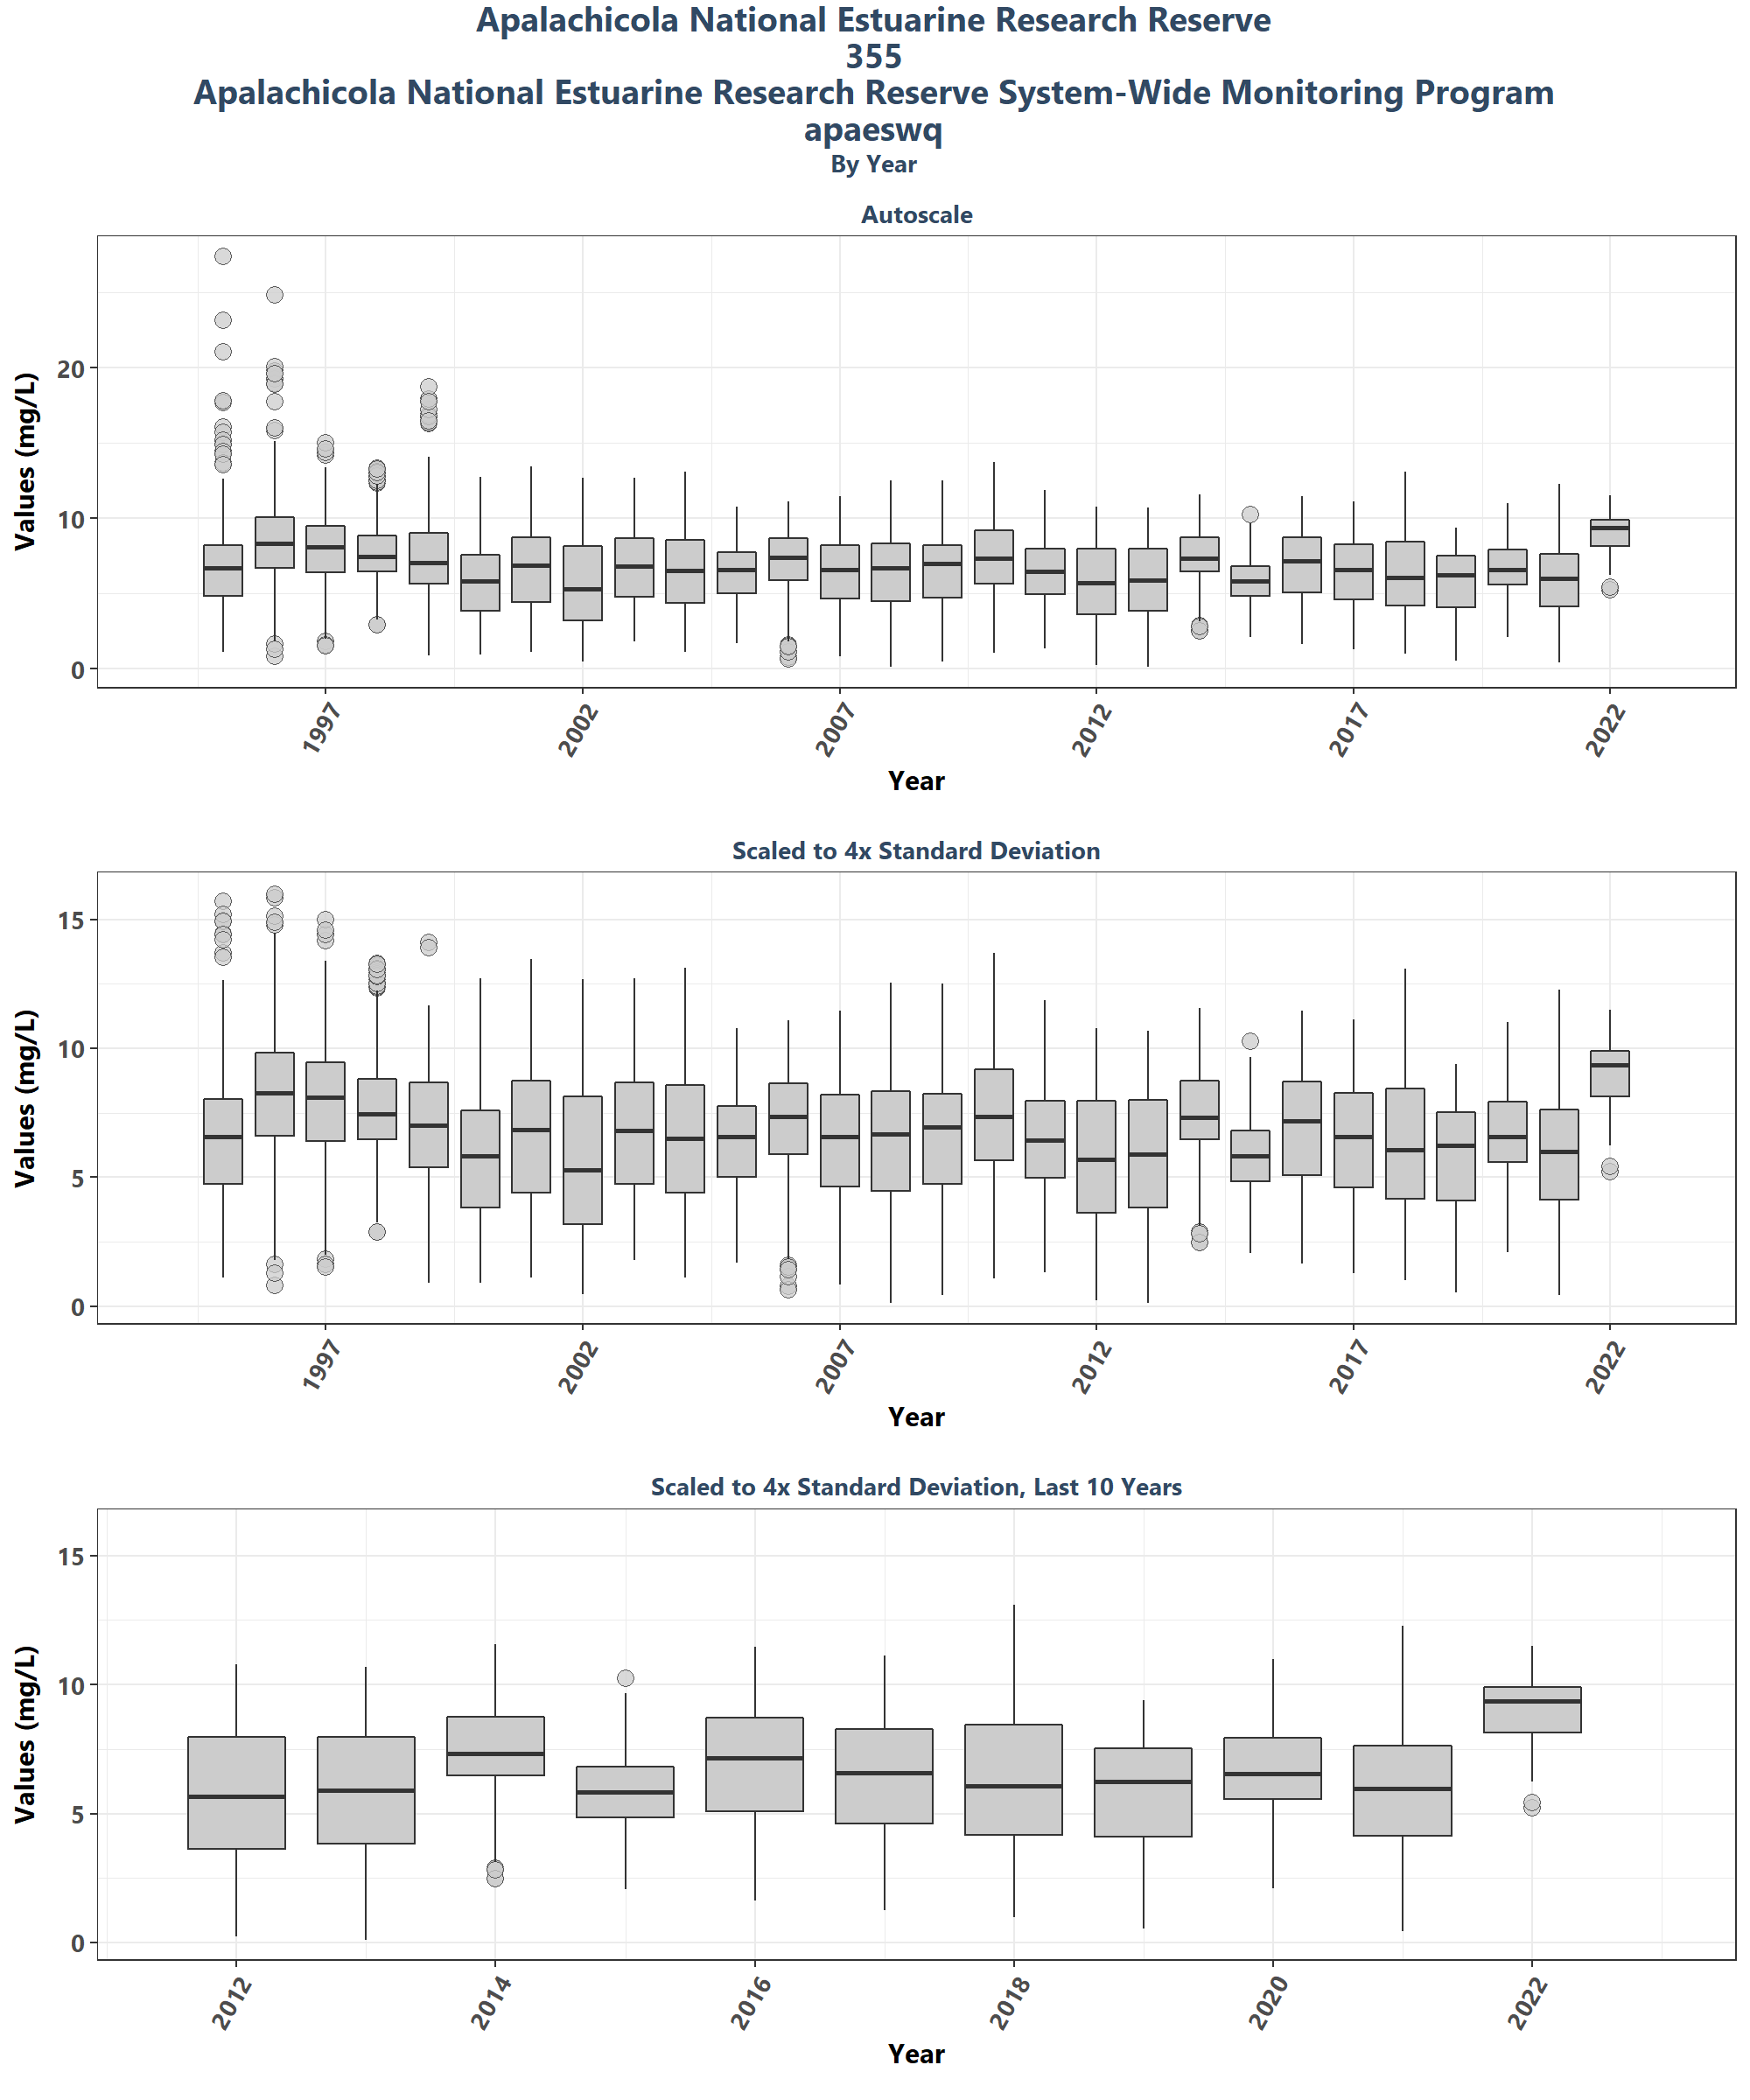 Apalachicola National Estuarine Research Reserve
355
Apalachicola National Estuarine Research Reserve System-Wide Monitoring Program
apaeswq
By Year
Autoscale
Values (mg/L)
20
10
0
1997
2002
2007
2012
2017
2022
Year
Scaled to 4x Standard Deviation
Values (mg/L)
15
10
5
0
1997
2002
2007
2012
2017
2022
Year
Scaled to 4x Standard Deviation, Last 10 Years
Values (mg/L)
15
10
5
0
2012
2014
2016
2018
2020
2022
Year